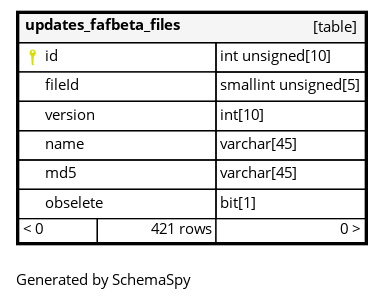 updates_fafbeta_files [table]
id int unsigned[10]
fileId smallint unsigned[5]
version int[10]
name varchar[45]
md5 varchar[45]
obselete bit[1]
< 0 421 rows 0 >
Generated by SchemaSpy